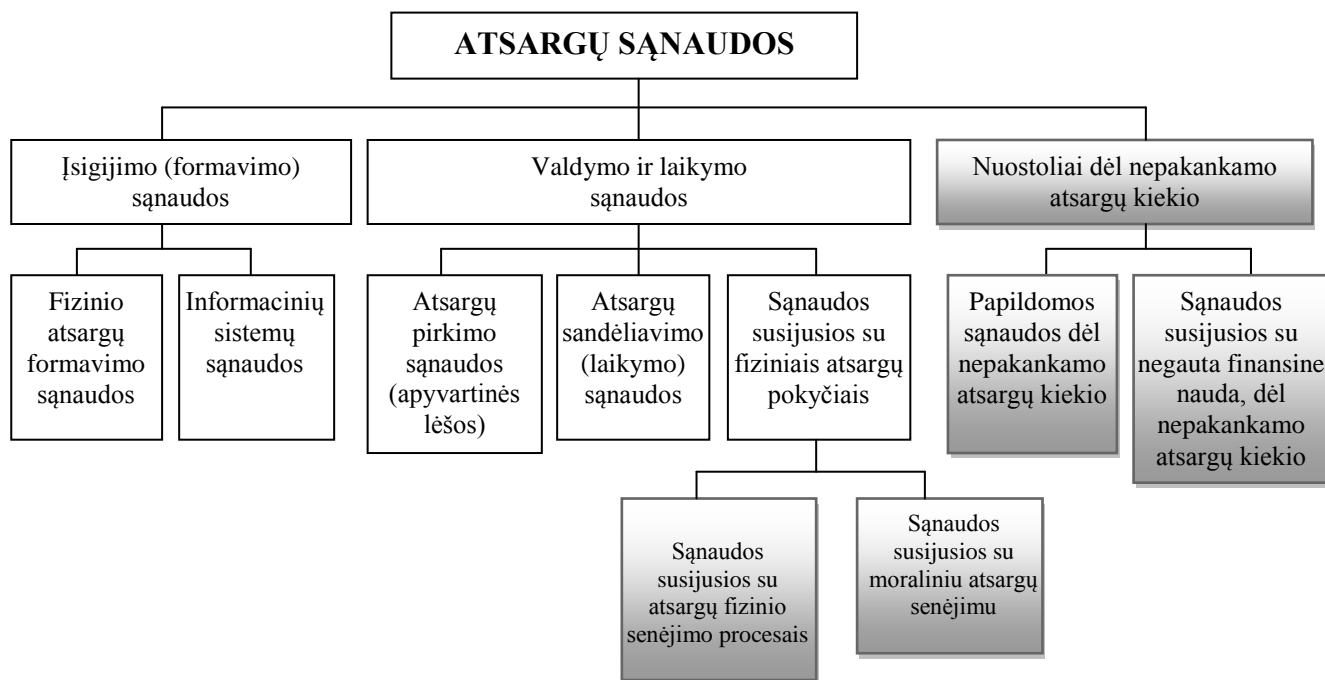 ATSARGŲ SĄNAUDOS
Įsigijimo (formavimo)
sąnaudos
Valdymo ir laikymo
sąnaudos
Nuostoliai dėl nepakankamo
atsargų kiekio
Fizinio
atsargų
formavimo
sąnaudos
Informacinių
sistemų
sąnaudos
Atsargų
pirkimo
sąnaudos
(apyvartinės
lėšos)
Atsargų
sandėliavimo
(laikymo)
sąnaudos
Sąnaudos
susijusios su
fiziniais atsargų
pokyčiais
Papildomos
sąnaudos dėl
nepakankamo
atsargų kiekio
Sąnaudos
susijusios su
negauta finansine
nauda, dėl
nepakankamo
atsargų kiekio
Sąnaudos
susijusios su
atsargų fizinio
senėjimo procesais
Sąnaudos
susijusios su
moraliniu atsargų
senėjimu